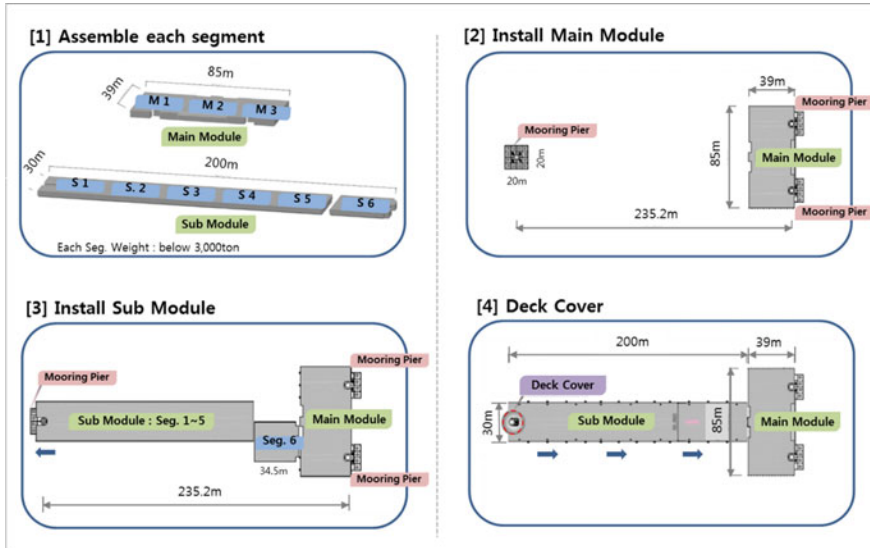 [1] Assemble each segment
85m
39m
M 1
M 2
M 3
Main Module
200m
30m
S 1
S. 2
S 3
S 4
S 5
S 6
Sub Module
Each Seg. Weight : below 3,000ton
[2] Install Main Module
39m
Mooring Pier
Mooring Pier
20m
20m
85m
Main Module
235.2m
Mooring Pier
[3] Install Sub Module
Mooring Pier
Mooring Pier
Sub Module : Seg. 1~5
Main Module
Seg. 6
34.5m
235.2m
Mooring Pier
[4] Deck Cover
200m
39m
Deck Cover
30m
Sub Module
85m
Main Module